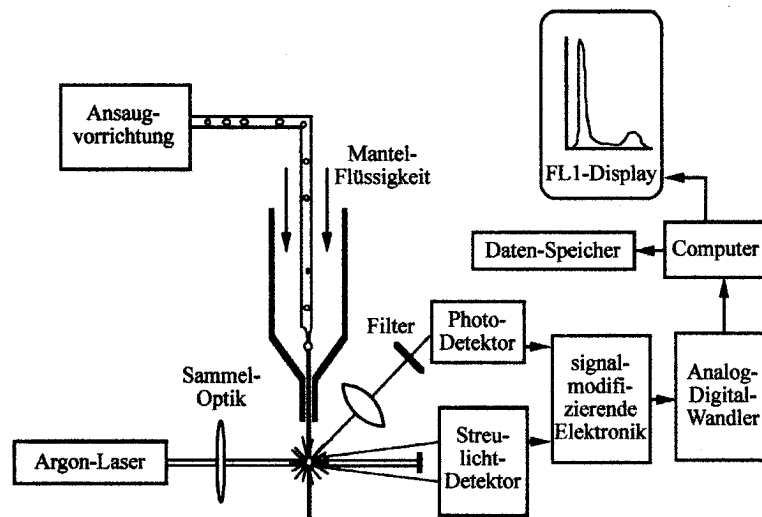 Ansaug-
vorrichtung
Mantel-
Flüssigkeit
FL1-Display
Daten-Speicher
Computer
Filter
Photo-
Detektor
signal-
modifi-
zierende
Elektronik
Analog-
Digital-
Wandler
Sammel-
Optik
Argon-Laser
Streu-
licht-
Detektor